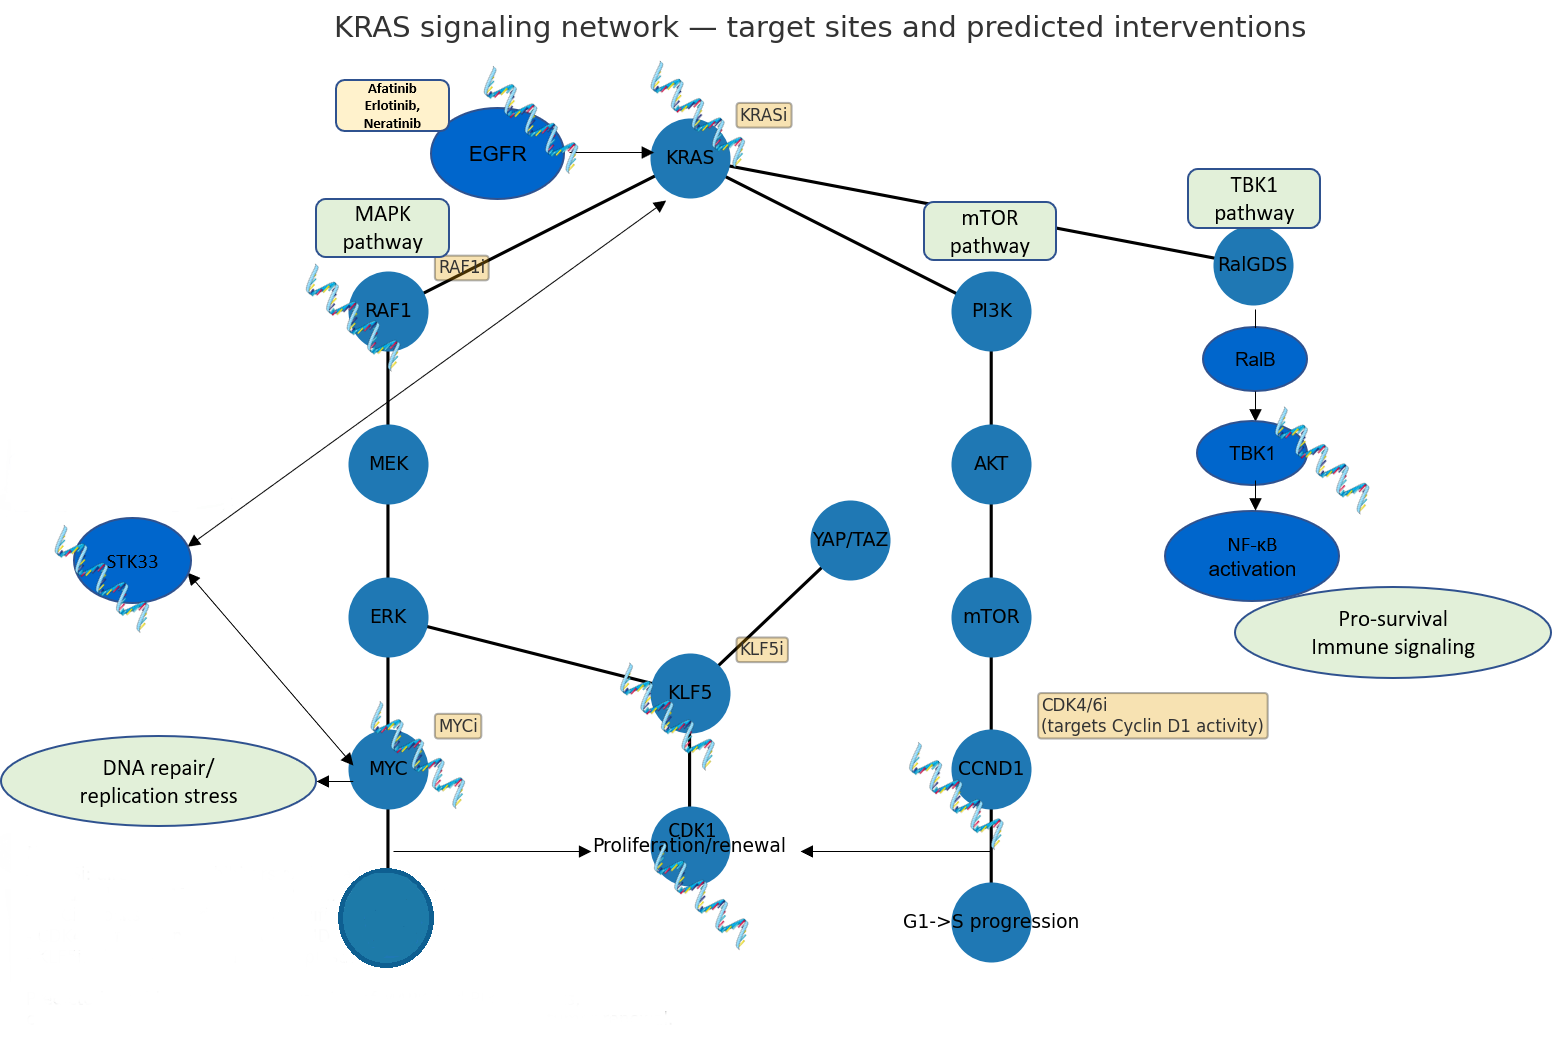 KRAS signaling network — target sites and predicted interventions
Afatinib
Erlotinib,
Neratinib
EGFR
KRAS
KRASi
MAPK
pathway
RAF1i
RAF1
mTOR
pathway
PI3K
TBK1
pathway
RalGDS
RalB
TBK1
NF-κB
activation
Pro-survival
Immune signaling
MEK
AKT
STK33
YAP/TAZ
ERK
mTOR
KLF5i
KLF5
MYCi
MYC
CDK4/6i
(targets Cyclin D1 activity)
CCND1
DNA repair/
replication stress
CDK1
Proliferation/renewal
G1->S progression